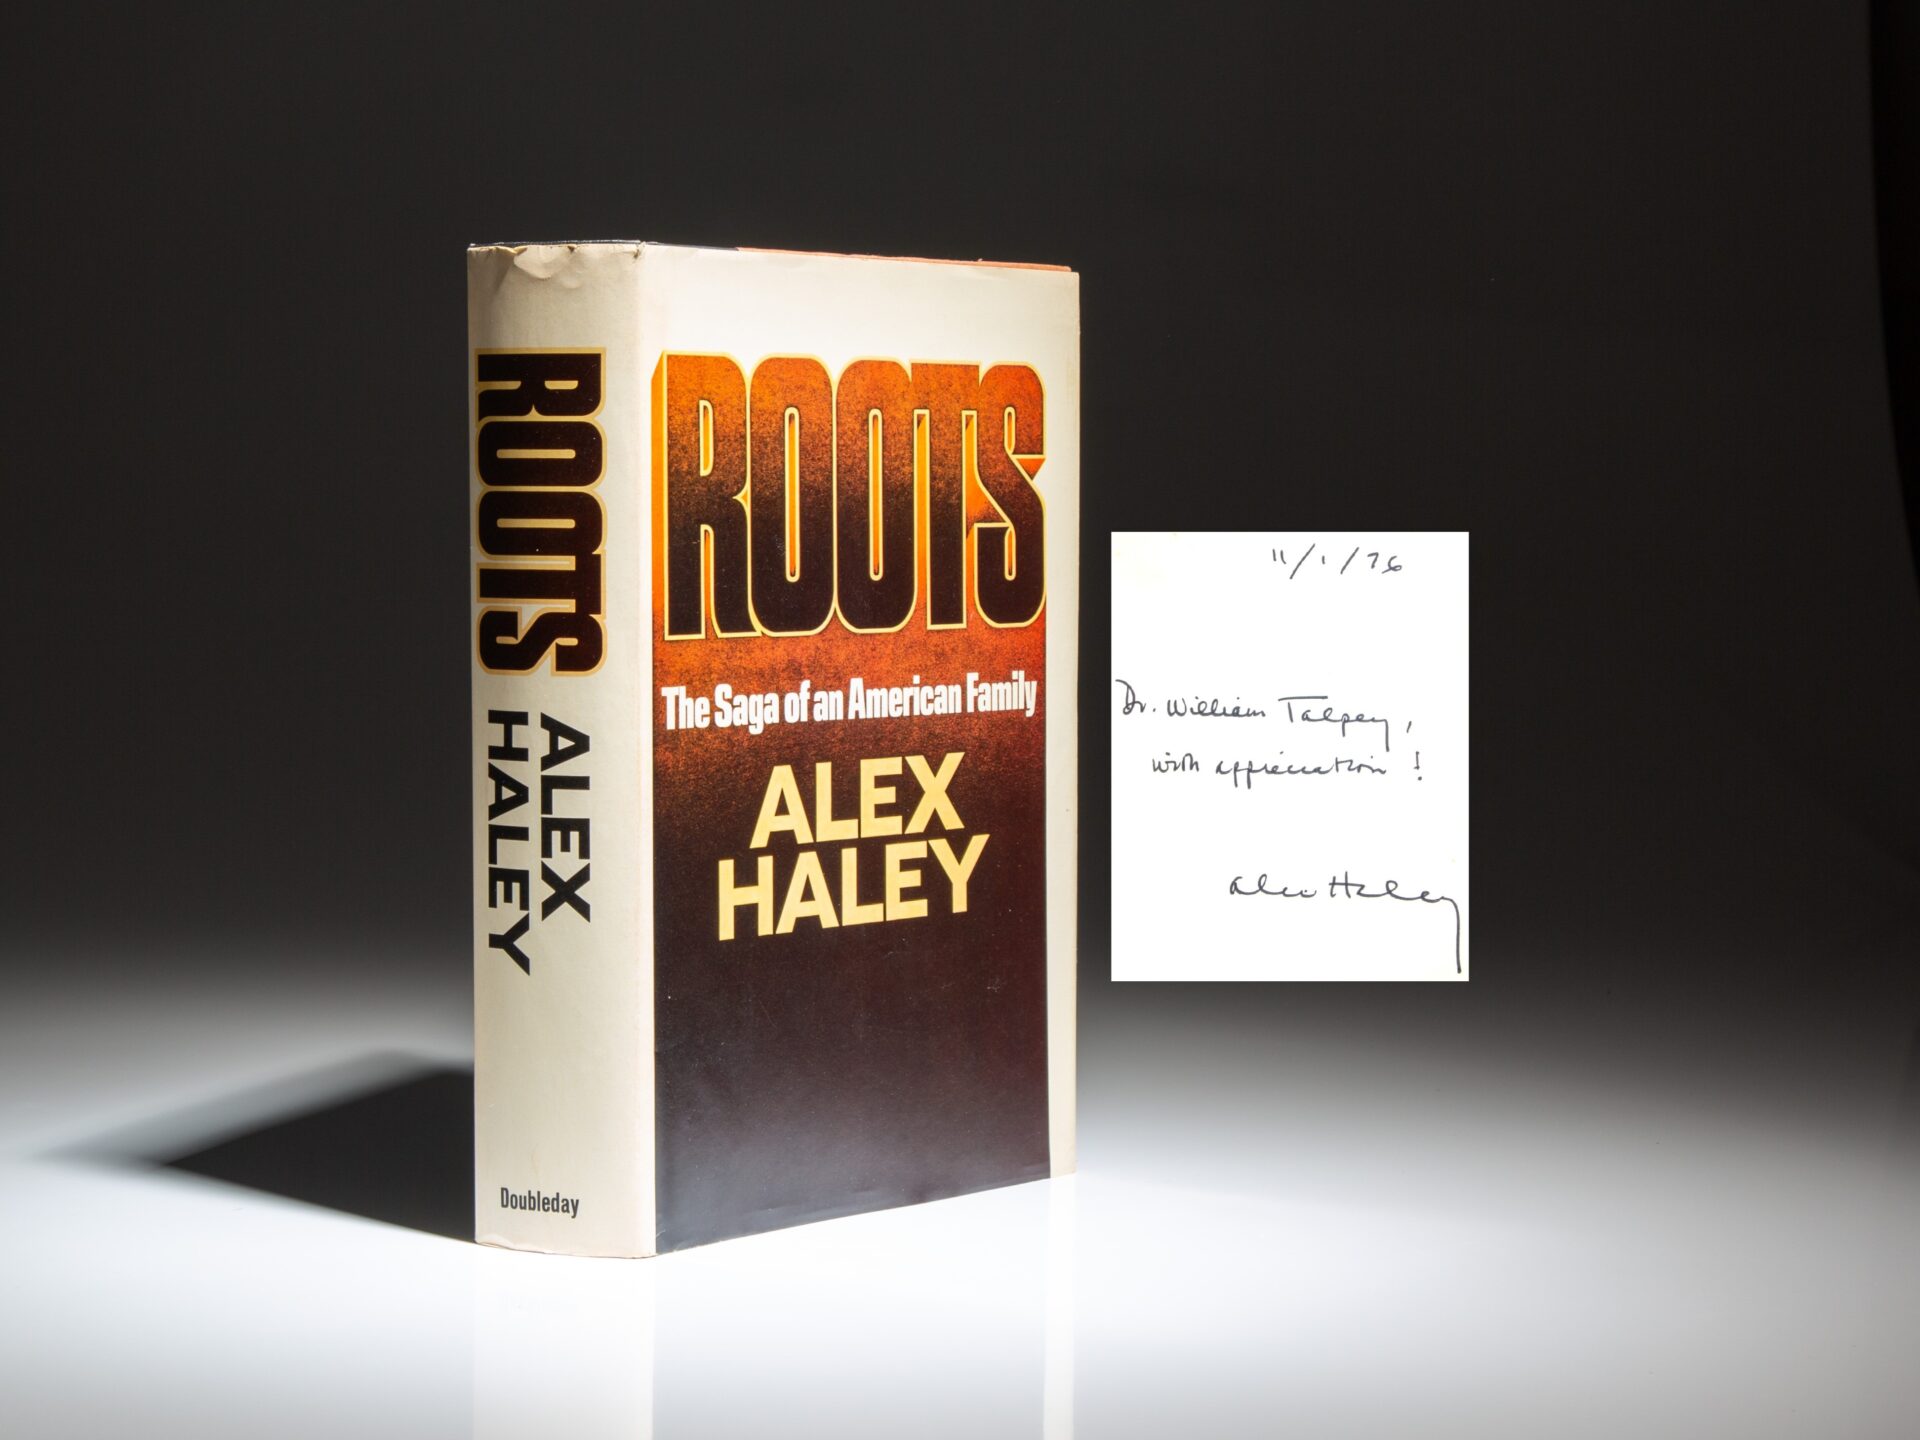 ROOTS
ALEX
HALEY
Doubleday
ROOTS
The Saga of an American Family
ALEX
HALEY
11/1/76
Dr. William Talpey,
with appreciation!
Alex Haley